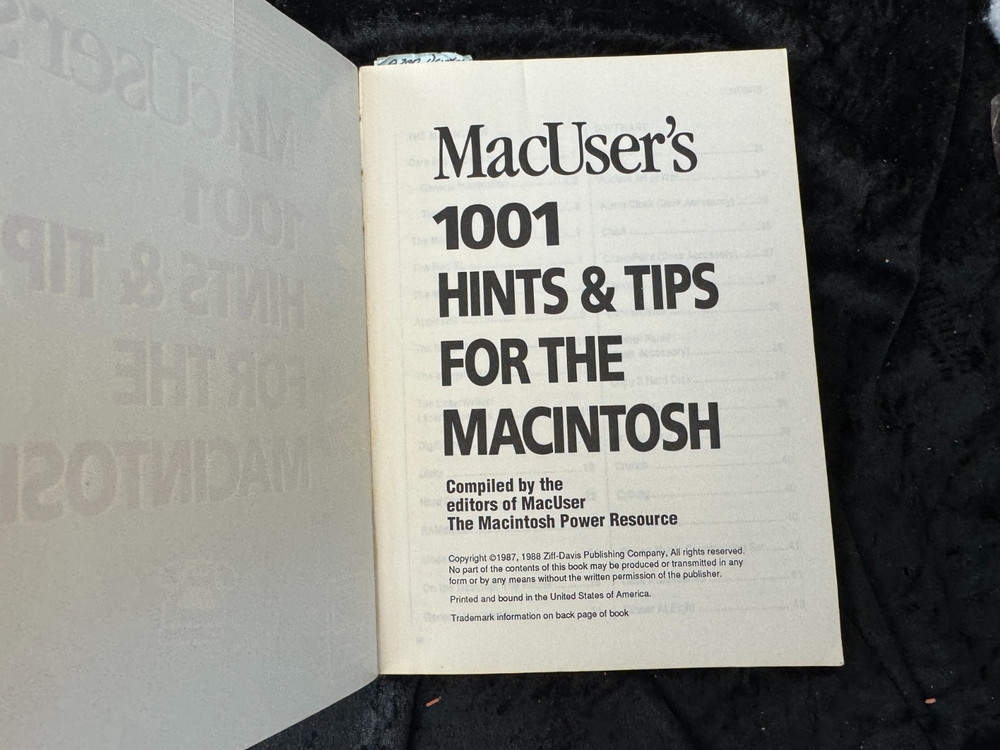 MacUser's
1001
HINTS & TIPS
FOR THE
MACINTOSH
Compiled by the
editors of MacUser
The Macintosh Power Resource
Copyright ©1987, 1988 Ziff-Davis Publishing Company, All rights reserved.
No part of the contents of this book may be produced or transmitted in any
form or by any means without the written permission of the publisher.
Printed and bound in the United States of America.
Trademark information on back page of book